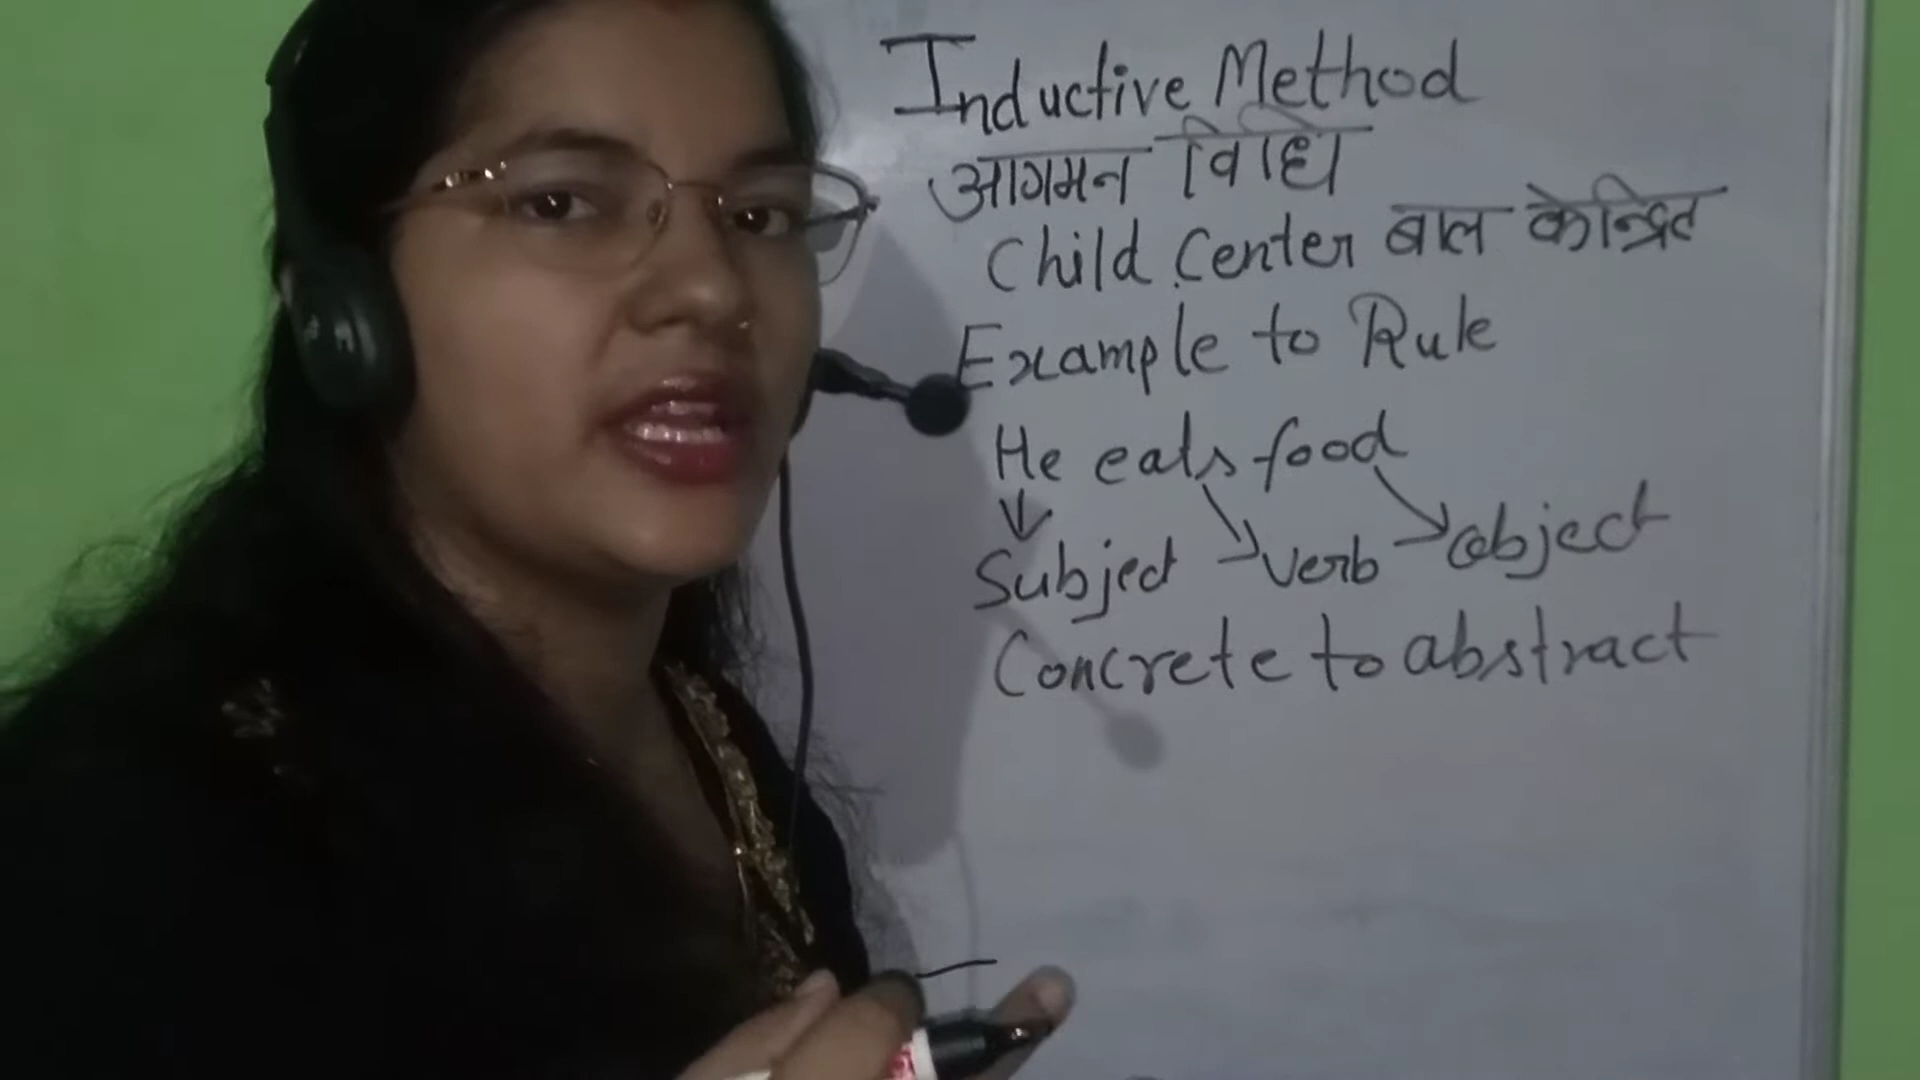 Inductive Method
आगमन विधि
Child Center बाल केन्द्रित
Example to Rule
He eats food
Subject verb object
Concrete to abstract